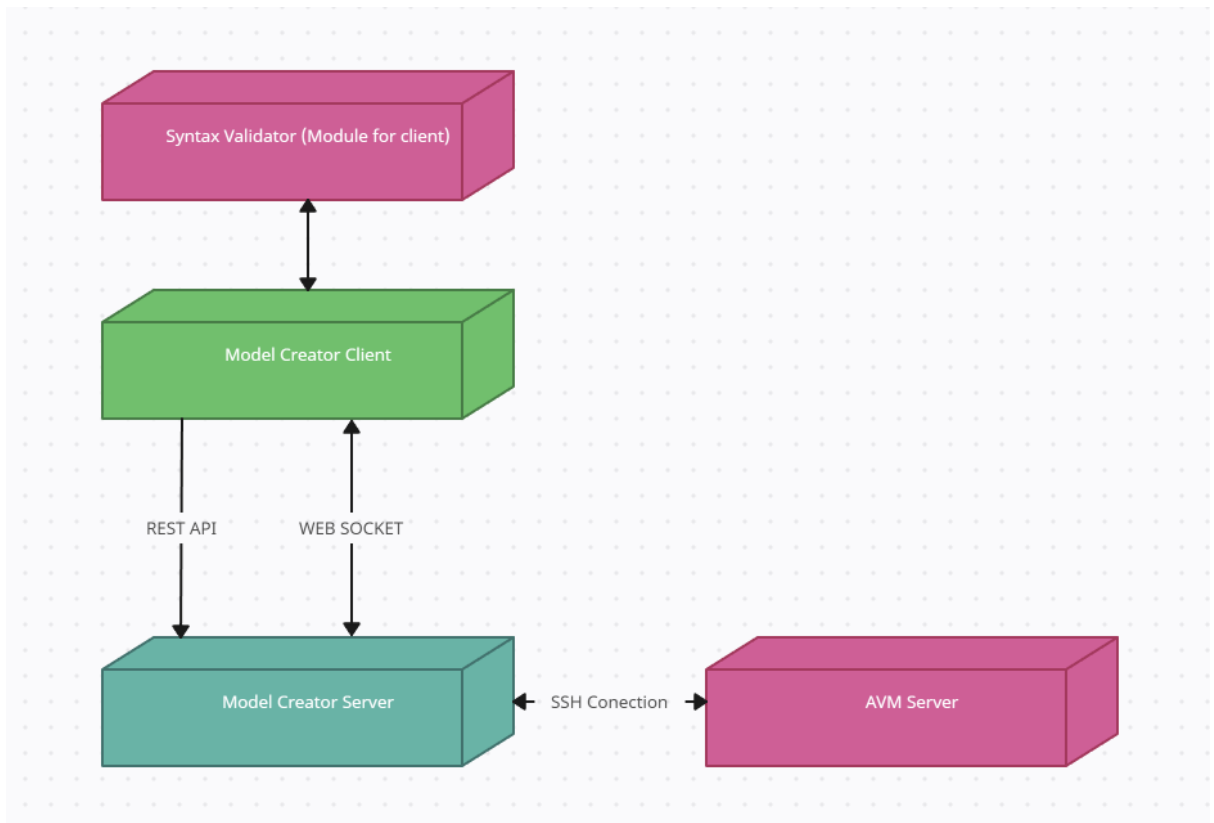 Syntax Validator (Module for client)
Model Creator Client
REST API
WEB SOCKET
Model Creator Server
SSH Conection
AVM Server